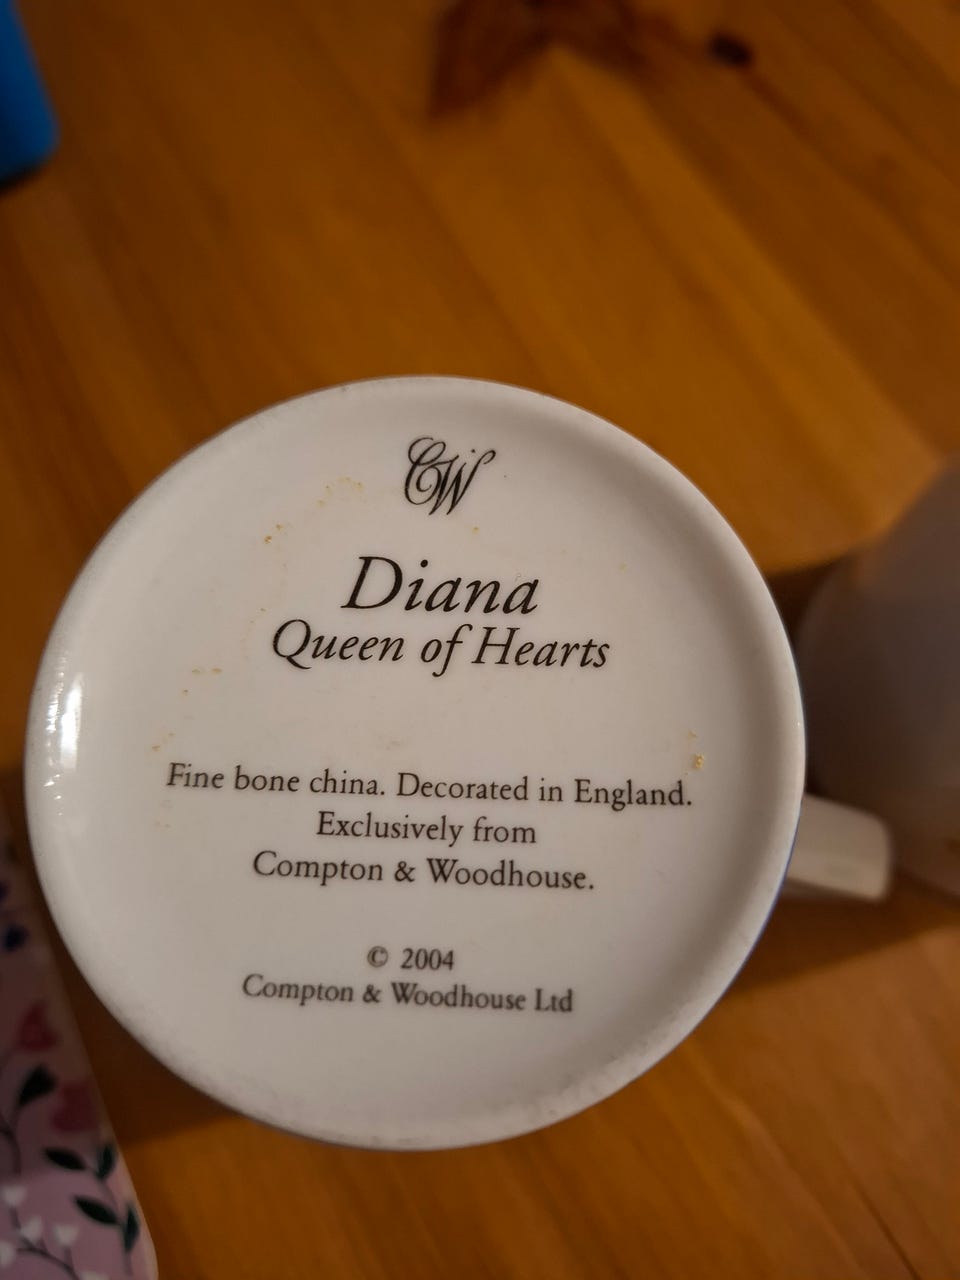 CW
Diana
Queen of Hearts
Fine bone china. Decorated in England.
Exclusively from
Compton & Woodhouse.
© 2004
Compton & Woodhouse Ltd